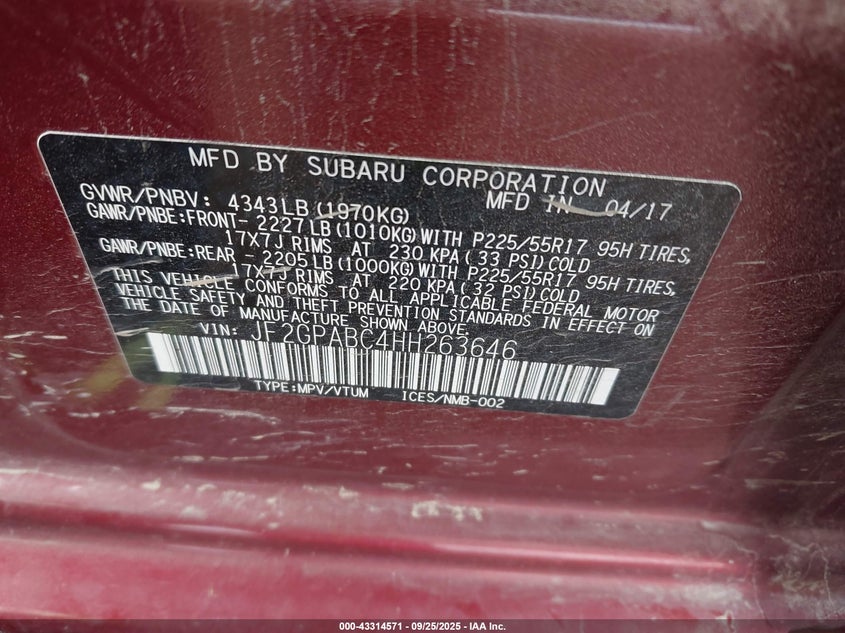 MFD BY SUBARU CORPORATION
MFD IN 04/17
GVWR/PNBV: 4343LB(1970KG)
GAWR/PNBE:FRONT- 2227LB(1010KG)WITH P225/55R17 95H TIRES,
17X7J RIMS AT 230 KPA(33 PSI)COLD
GAWR/PNBE:REAR - 2205LB(1000KG)WITH P225/55R17 95H TIRES,
17X7J RIMS AT 220 KPA(32 PSI)COLD
THIS VEHICLE CONFORMS TO ALL APPLICABLE FEDERAL MOTOR
VEHICLE SAFETY AND THEFT PREVENTION STANDARDS IN EFFECT ON
THE DATE OF MANUFACTURE SHOWN ABOVE.
VIN: JF2GPABC4HH263646
TYPE:MPV/VTUM ICES/NMB-002
000-43314571 - 09/25/2025 - IAA Inc.